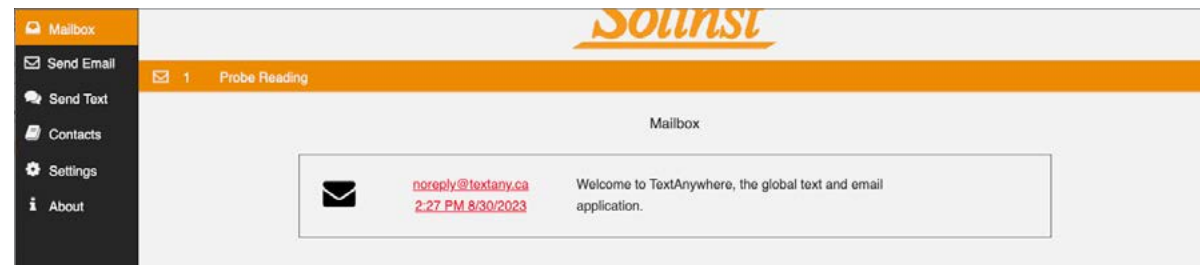 Solinst
Mailbox
Send Email
Send Text
Contacts
Settings
About
1 Probe Reading
Mailbox
noreply@textany.ca
2:27 PM 8/30/2023
Welcome to TextAnywhere, the global text and email
application.